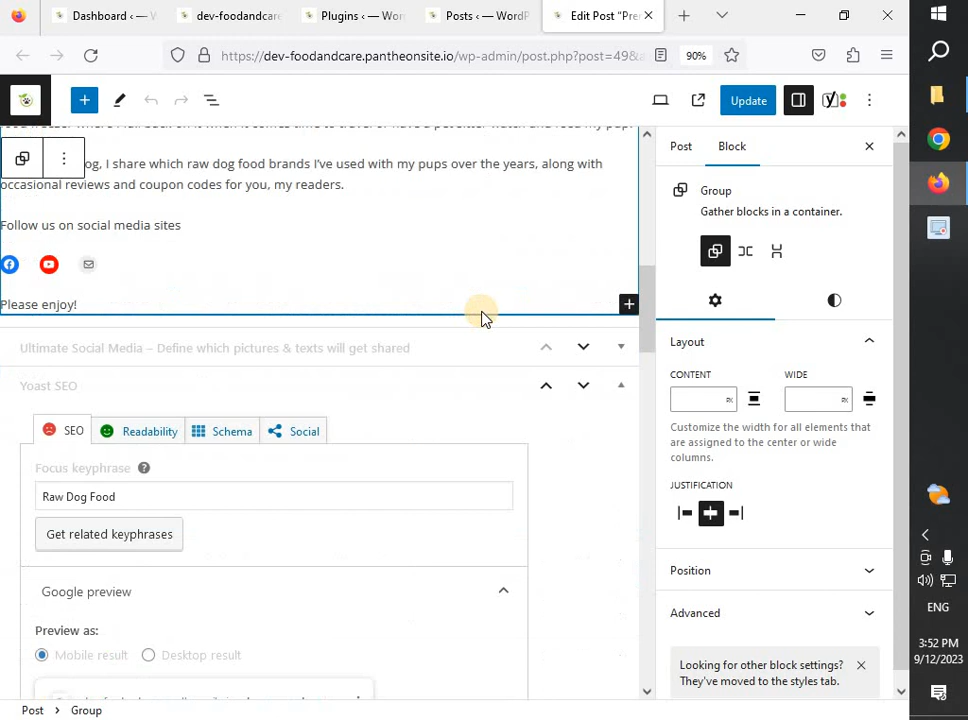 Dashboard ‹ — W
dev-foodandcare
Plugins ‹ — Wor
Posts ‹ — WordP
Edit Post “Prer
https://dev-foodandcare.pantheonsite.io/wp-admin/post.php?post=49&
90%
Update
og, I share which raw dog food brands I've used with my pups over the years, along with
occasional reviews and coupon codes for you, my readers.
Follow us on social media sites
Please enjoy!
Ultimate Social Media – Define which pictures & texts will get shared
Yoast SEO
SEO
Readability
Schema
Social
Focus keyphrase
Raw Dog Food
Get related keyphrases
Google preview
Preview as:
Mobile result
Desktop result
Post
Block
Group
Gather blocks in a container.
Layout
CONTENT
WIDE
PX
PX
Customize the width for all elements that
are assigned to the center or wide
columns.
JUSTIFICATION
Position
Advanced
Looking for other block settings?
They've moved to the styles tab.
Post
Group
ENG
3:52 PM
9/12/2023